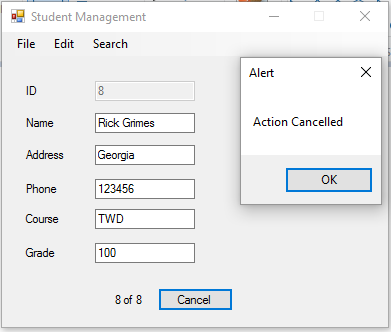 Student Management
File Edit Search
Alert
Action Cancelled
OK
ID 8
Name Rick Grimes
Address Georgia
Phone 123456
Course TWD
Grade 100
8 of 8 Cancel